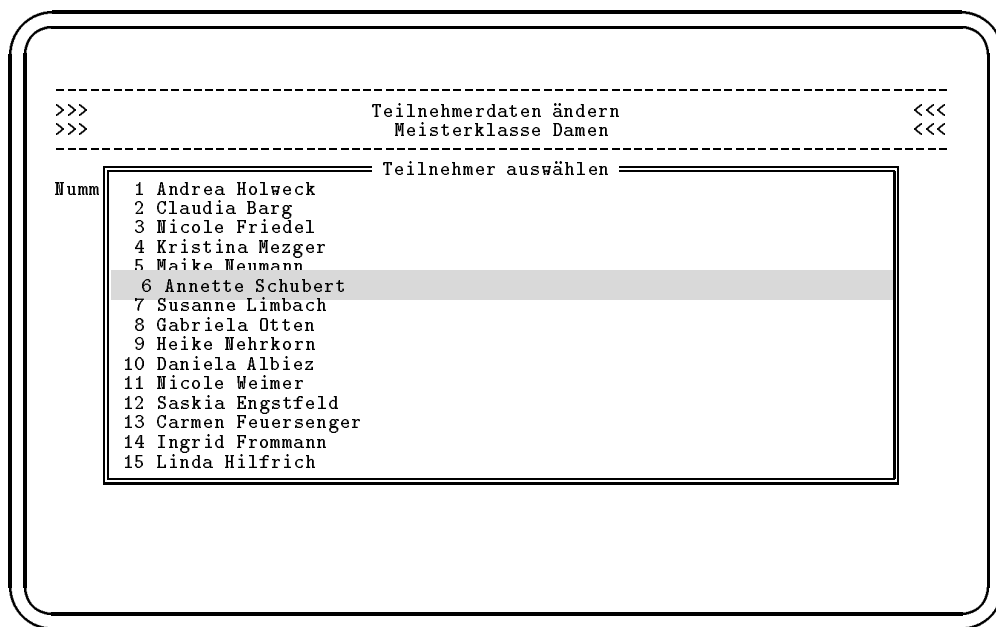 >>> Teilnehmerdaten ändern <<<
>>> Meisterklasse Damen <<<
Teilnehmer auswählen
Numm
1 Andrea Holweck
2 Claudia Barg
3 Nicole Friedel
4 Kristina Mezger
5 Maike Neumann
6 Annette Schubert
7 Susanne Limbach
8 Gabriela Otten
9 Heike Nehrkorn
10 Daniela Albiez
11 Nicole Weimer
12 Saskia Engstfeld
13 Carmen Feuersenger
14 Ingrid Frommann
15 Linda Hilfrich